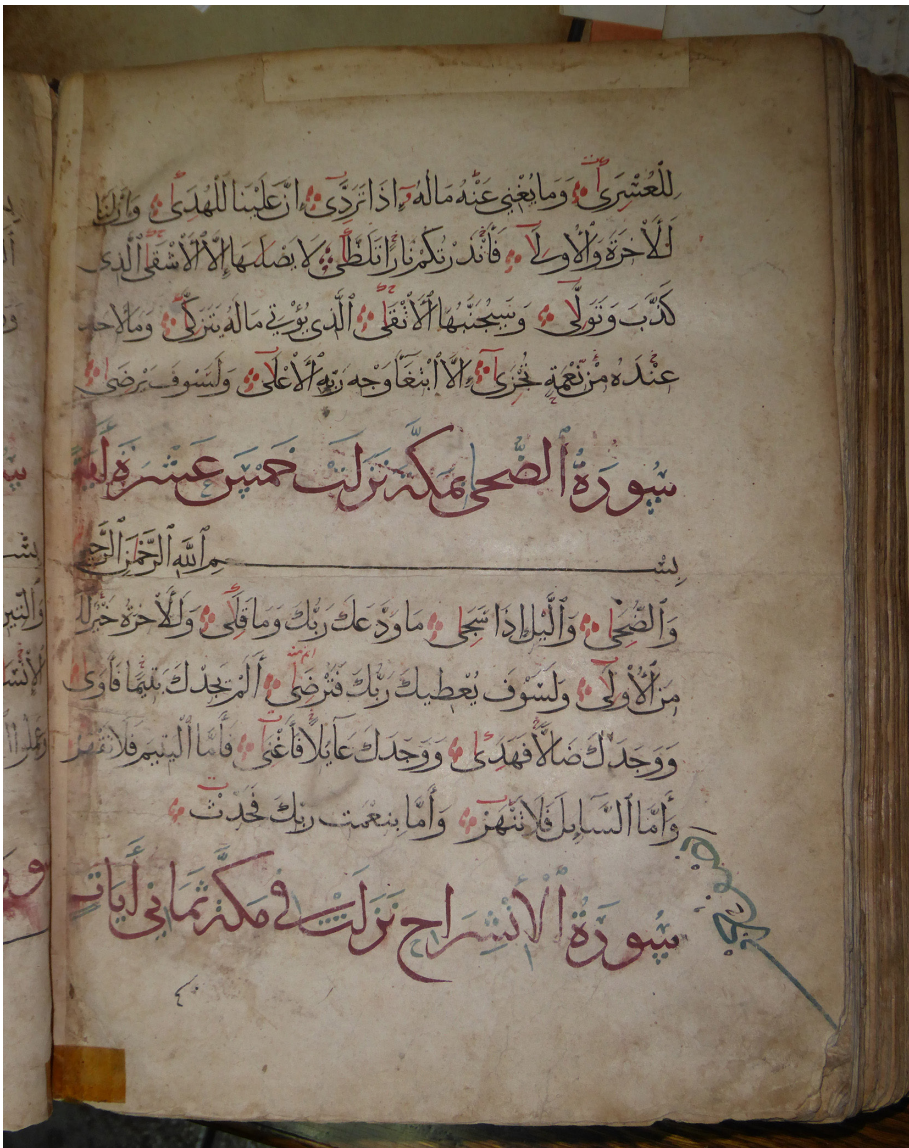 لِلْعُسْرَىٰ وَمَا يُغْنِي عَنْهُ مَالُهُ إِذَا تَرَدَّىٰ إِنَّ عَلَيْنَا لَلْهُدَىٰ وَإِنَّ لَنَا
لَلْآخِرَةَ وَالْأُولَىٰ فَأَنْذَرْتُكُمْ نَارًا تَلَظَّىٰ لَا يَصْلَىٰهَا إِلَّا الْأَشْقَى الَّذِي
كَذَّبَ وَتَوَلَّىٰ وَسَيُجَنَّبُهَا الْأَتْقَى الَّذِي يُؤْتِي مَالَهُ يَتَزَكَّىٰ وَمَا لِأَحَدٍ
عِنْدَهُ مِنْ نِعْمَةٍ تُجْزَىٰ إِلَّا ابْتِغَاءَ وَجْهِ رَبِّهِ الْأَعْلَىٰ وَلَسَوْفَ يَرْضَىٰ
سُورَةُ الضُّحَىٰ بِمَكَّةَ نَزَلَتْ خَمْسَ عَشْرَةَ آيَةً
بِسْمِ اللَّهِ الرَّحْمَٰنِ الرَّحِيمِ
وَالضُّحَىٰ وَاللَّيْلِ إِذَا سَجَىٰ مَا وَدَّعَكَ رَبُّكَ وَمَا قَلَىٰ وَلَلْآخِرَةُ خَيْرٌ لَكَ
مِنَ الْأُولَىٰ وَلَسَوْفَ يُعْطِيكَ رَبُّكَ فَتَرْضَىٰ أَلَمْ يَجِدْكَ يَتِيمًا فَآوَىٰ
وَوَجَدَكَ ضَالًّا فَهَدَىٰ وَوَجَدَكَ عَائِلًا فَأَغْنَىٰ فَأَمَّا الْيَتِيمَ فَلَا تَقْهَرْ
وَأَمَّا السَّائِلَ فَلَا تَنْهَرْ وَأَمَّا بِنِعْمَتِ رَبِّكَ فَحَدِّثْ
سُورَةُ الْانْشِرَاحِ نَزَلَتْ فِي مَكَّةَ ثَمَانِي آيَاتٍ